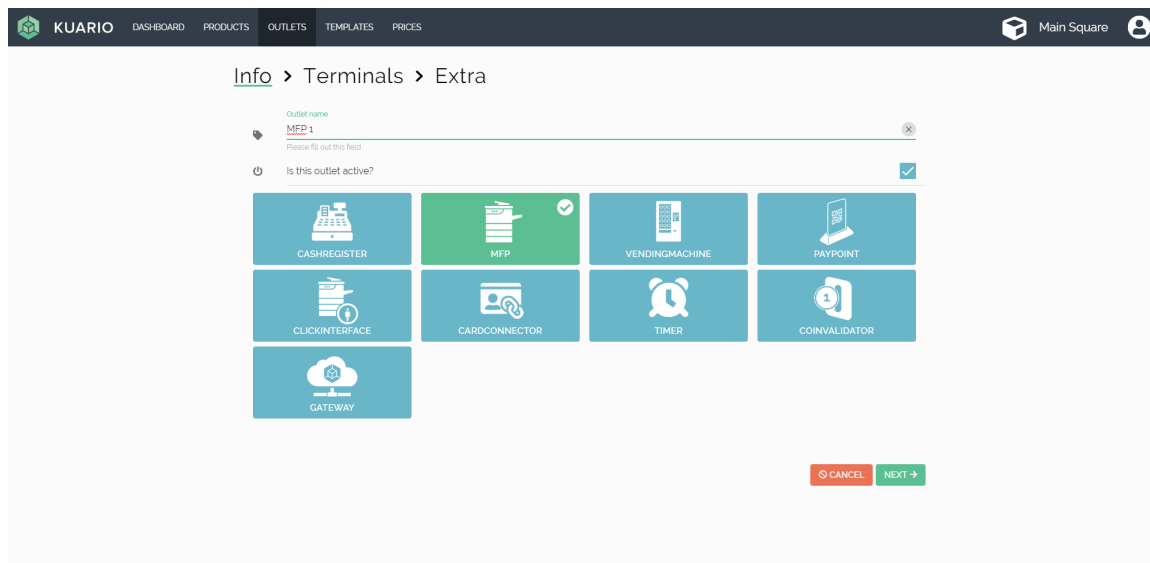 KUARIO DASHBOARD PRODUCTS OUTLETS TEMPLATES PRICES Main Square
Info > Terminals > Extra
Outlet name
MFP 1
Please fill out this field
Is this outlet active?
CASHREGISTER MFP VENDINGMACHINE PAYPOINT
1
CLICKINTERFACE CARDCONNECTOR TIMER COINVALIDATOR
GATEWAY
CANCEL NEXT →